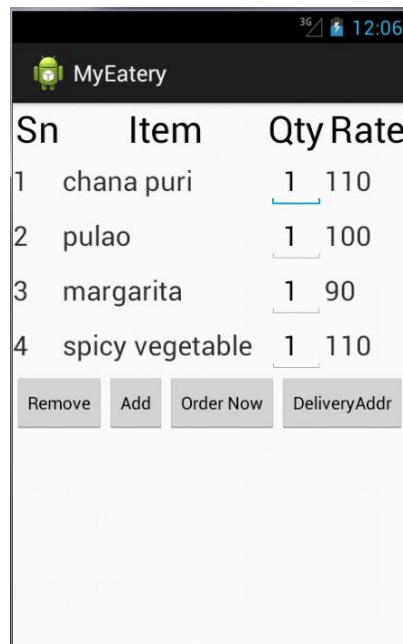 3G 12:06
MyEatery
Sn Item Qty Rate
1 chana puri 1 110
2 pulao 1 100
3 margarita 1 90
4 spicy vegetable 1 110
Remove Add Order Now DeliveryAddr